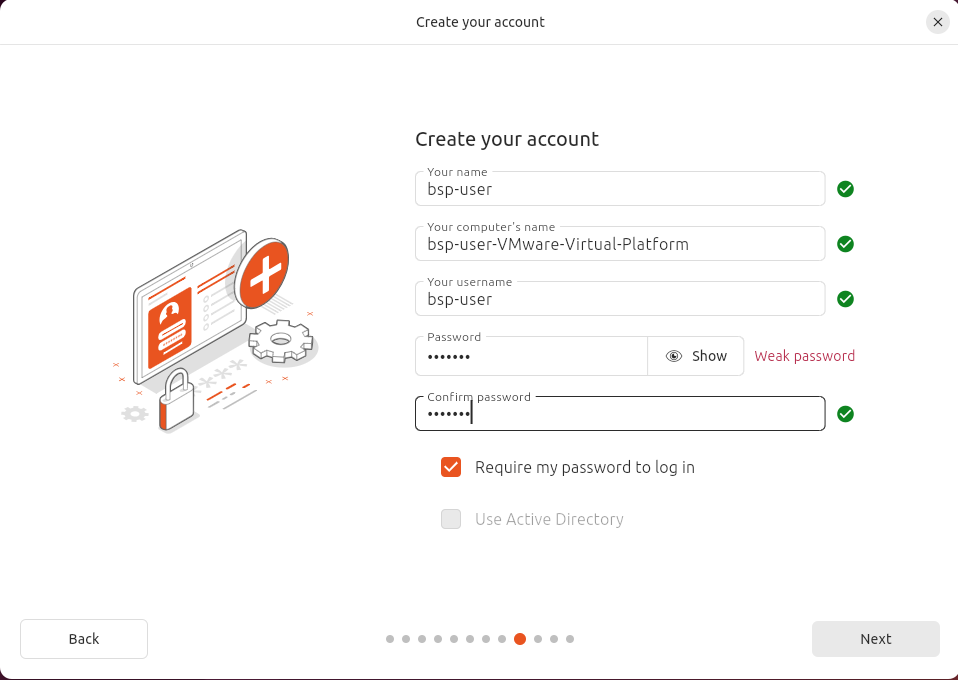 Create your account
Create your account
Your name
bsp-user
Your computer's name
bsp-user-VMware-Virtual-Platform
Your username
bsp-user
Password
•••••••
Show
Weak password
Confirm password
•••••••
Require my password to log in
Use Active Directory
Back
Next